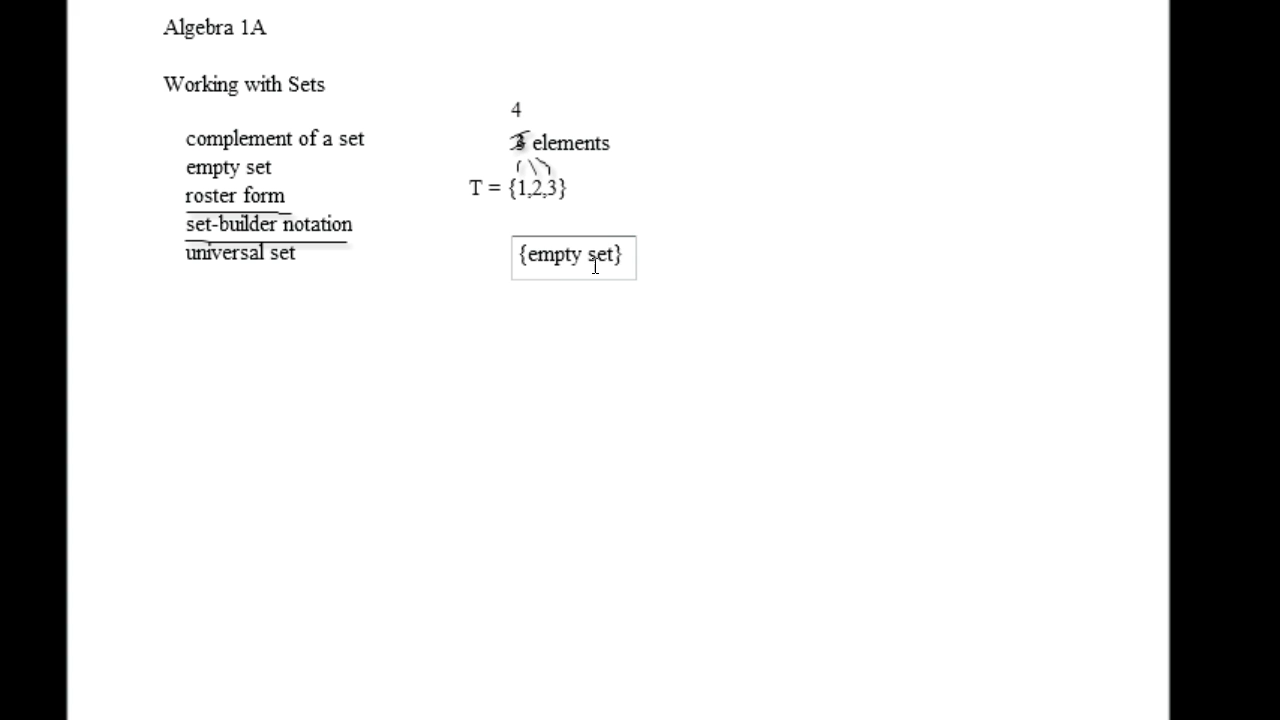 Algebra 1A
Working with Sets
complement of a set
empty set
roster form
set-builder notation
universal set
4
elements
T = {1,2,3}
{empty set}